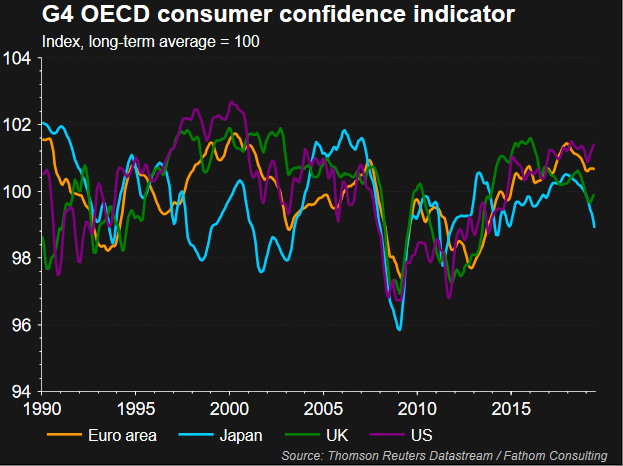 G4 OECD consumer confidence indicator
Index, long-term average = 100
104
102
100
98
96
94
1990 1995 2000 2005 2010 2015
Euro area Japan UK US
Source: Thomson Reuters Datastream / Fathom Consulting